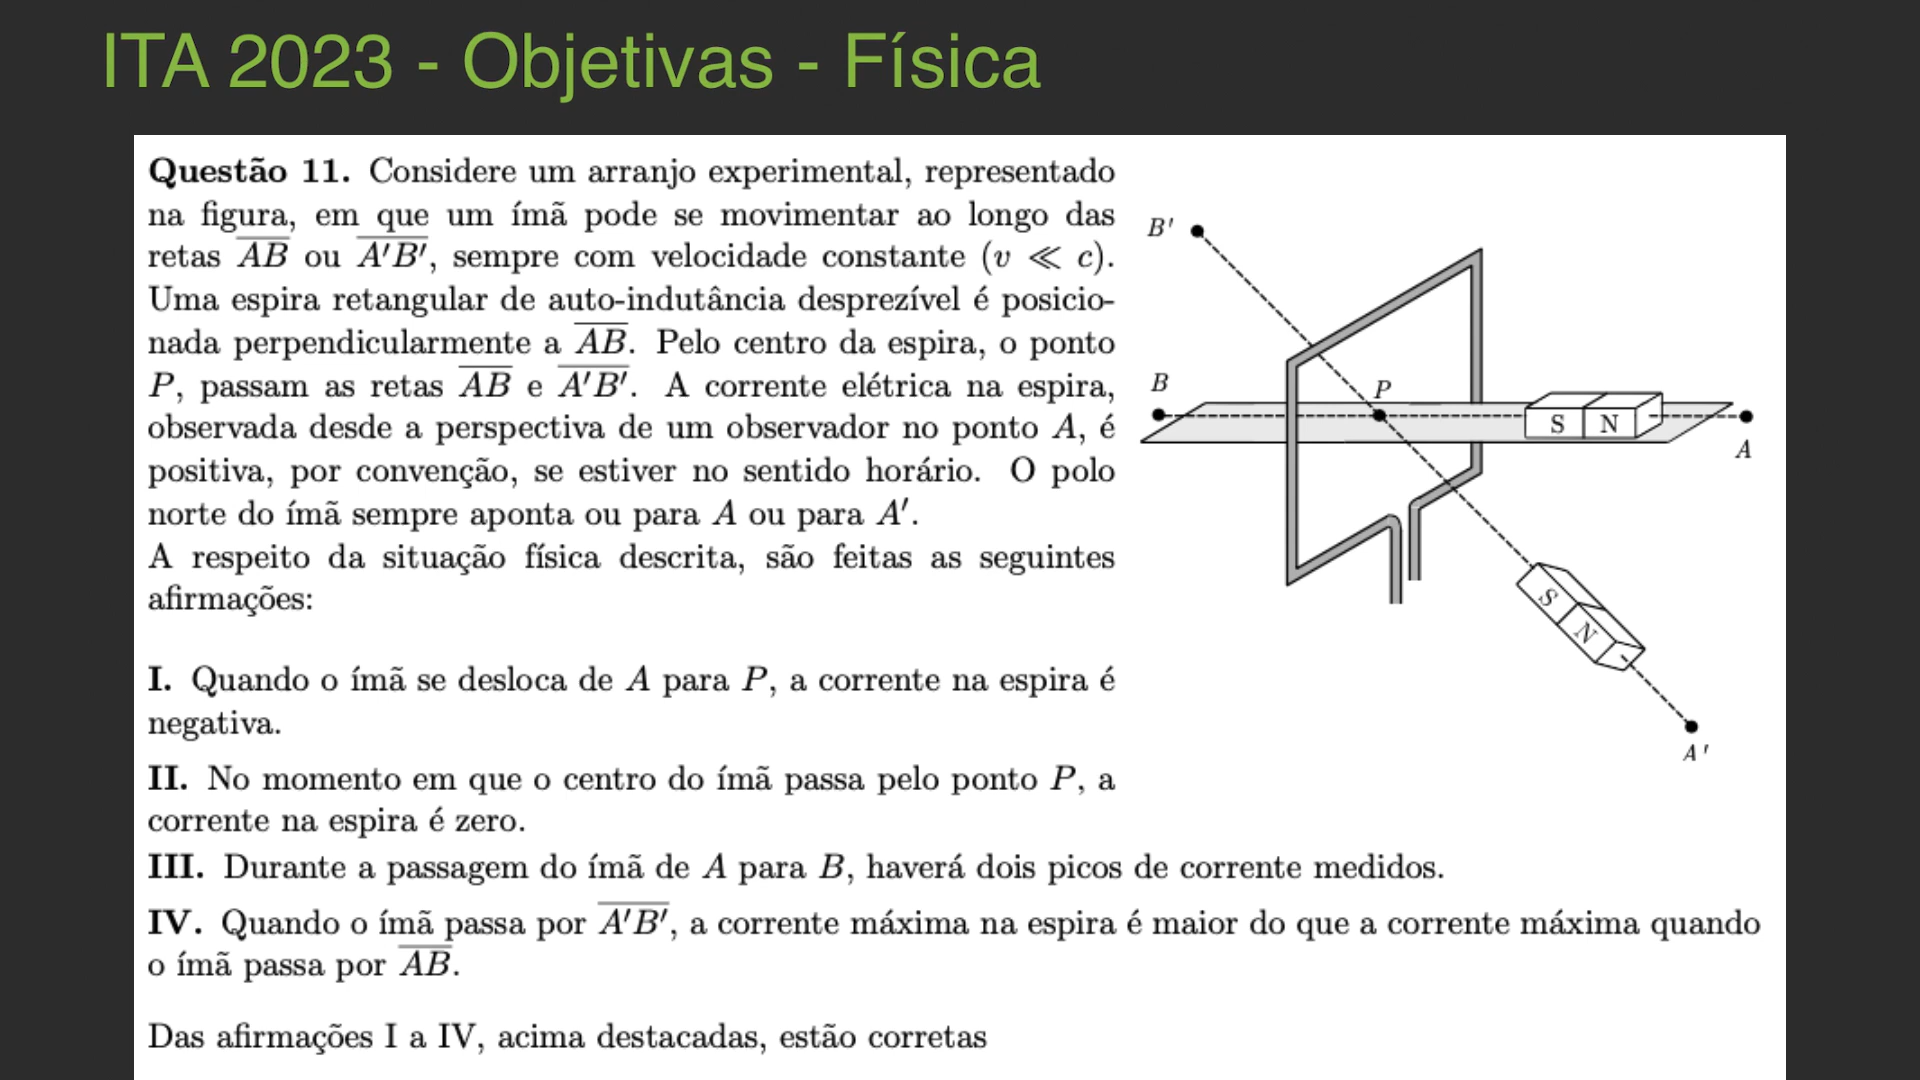 ITA 2023 - Objetivas - Física
Questão 11. Considere um arranjo experimental, representado
na figura, em que um ímã pode se movimentar ao longo das
retas A̅B̅ ou A̅'̅B̅'̅, sempre com velocidade constante (v ≪ c).
Uma espira retangular de auto-indutância desprezível é posicio-
nada perpendicularmente a A̅B̅. Pelo centro da espira, o ponto
P, passam as retas A̅B̅ e A̅'̅B̅'̅. A corrente elétrica na espira,
observada desde a perspectiva de um observador no ponto A, é
positiva, por convenção, se estiver no sentido horário. O polo
norte do ímã sempre aponta ou para A ou para A'.
A respeito da situação física descrita, são feitas as seguintes
afirmações:
I. Quando o ímã se desloca de A para P, a corrente na espira é
negativa.
II. No momento em que o centro do ímã passa pelo ponto P, a
corrente na espira é zero.
III. Durante a passagem do ímã de A para B, haverá dois picos de corrente medidos.
IV. Quando o ímã passa por A̅'̅B̅'̅, a corrente máxima na espira é maior do que a corrente máxima quando
o ímã passa por A̅B̅.
Das afirmações I a IV, acima destacadas, estão corretas
B'
B
P
S N
A
S
N
A'